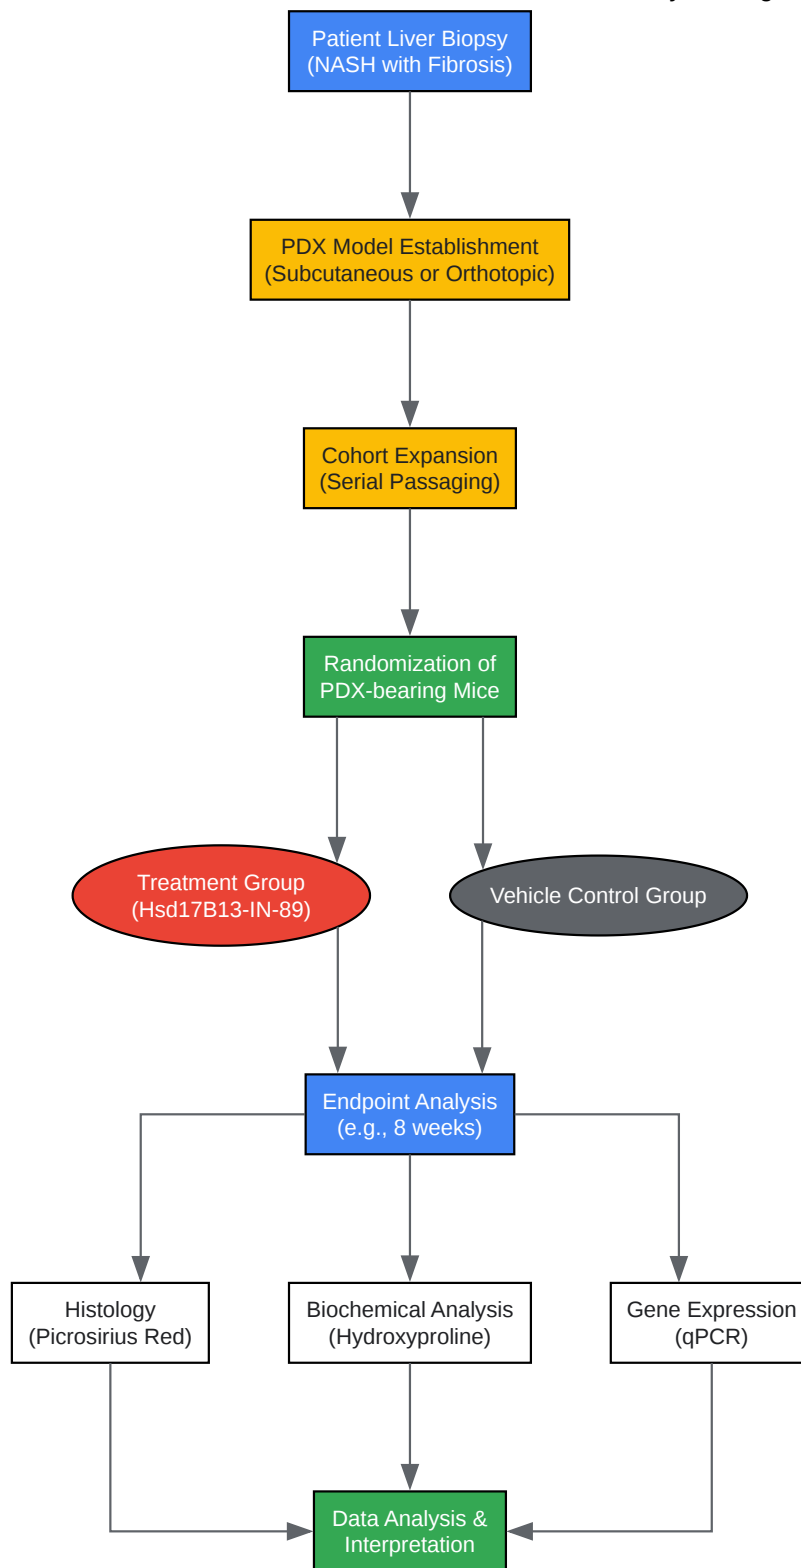 Patient Liver Biopsy
(NASH with Fibrosis)
PDX Model Establishment
(Subcutaneous or Orthotopic)
Cohort Expansion
(Serial Passaging)
Randomization of
PDX-bearing Mice
Treatment Group
(Hsd17B13-IN-89)
Vehicle Control Group
Endpoint Analysis
(e.g., 8 weeks)
Histology
(Picrosirius Red)
Biochemical Analysis
(Hydroxyproline)
Gene Expression
(qPCR)
Data Analysis &
Interpretation